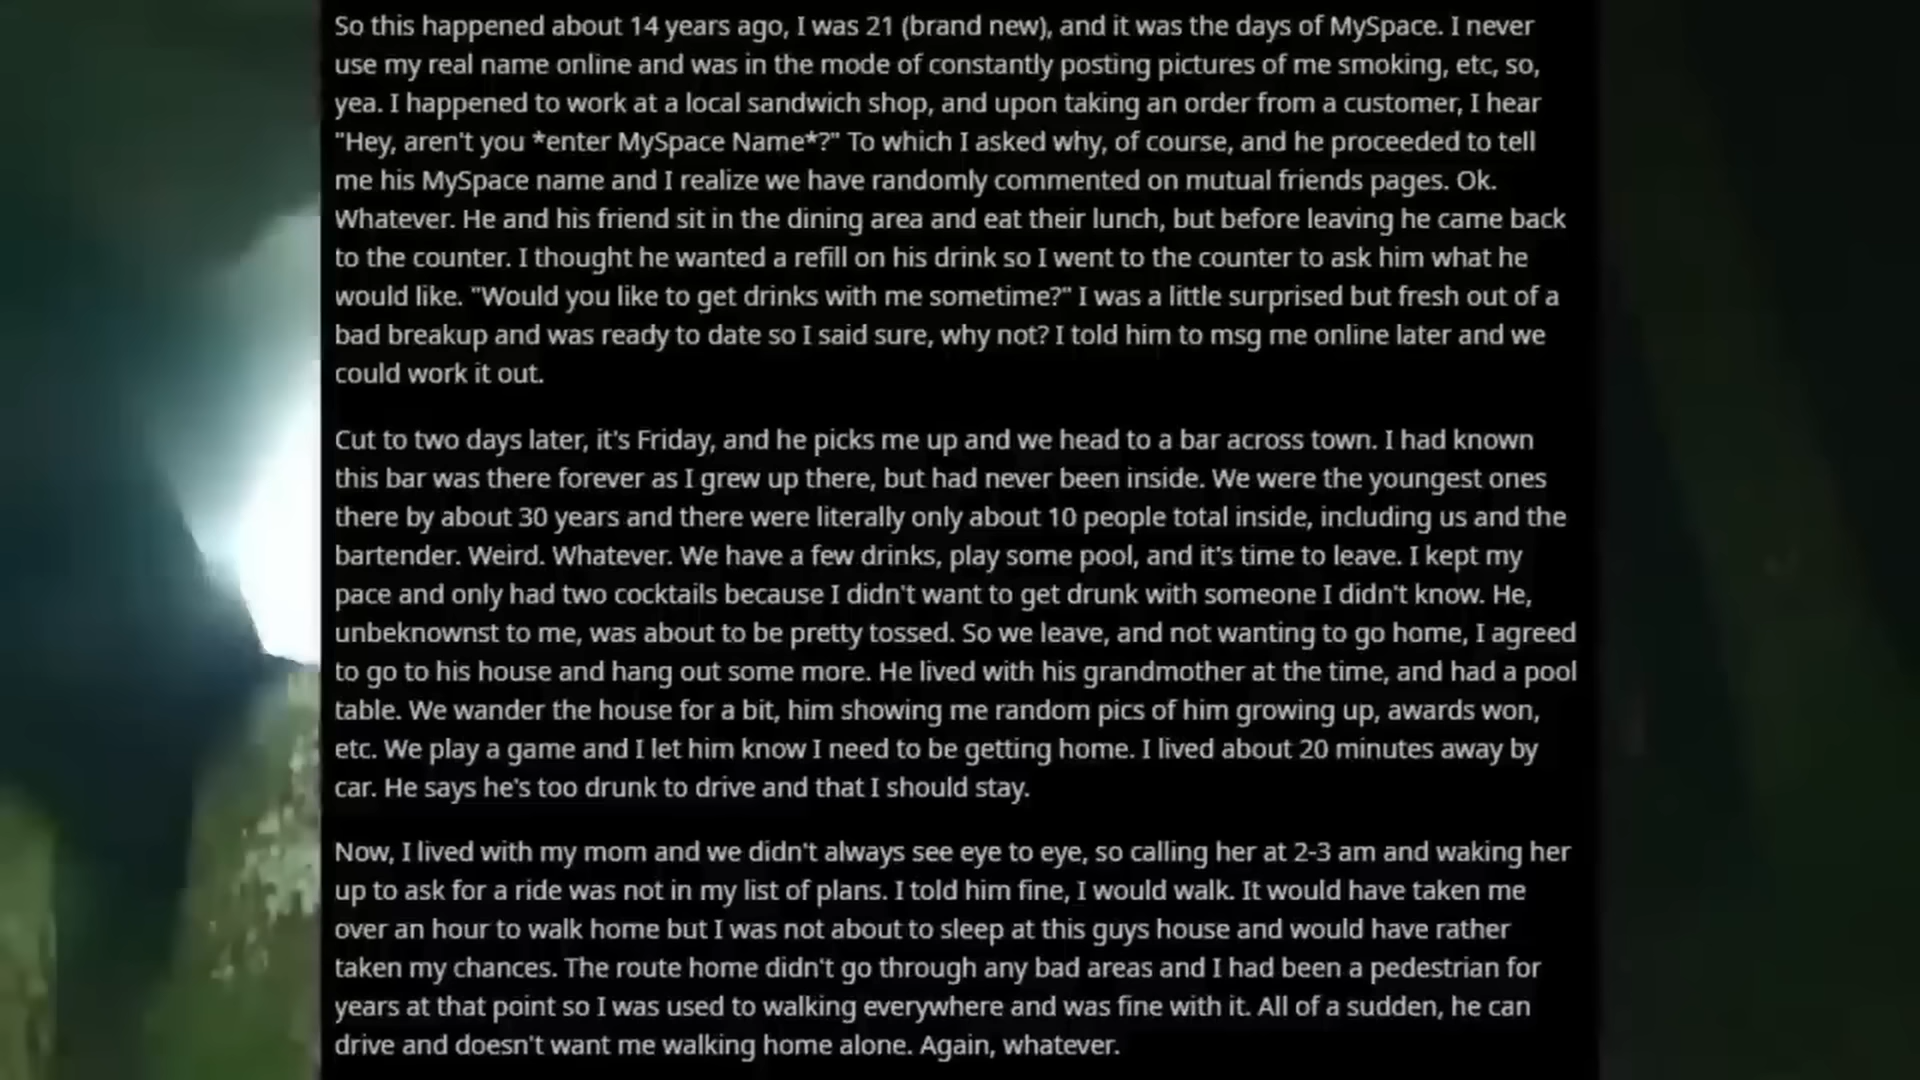 So this happened about 14 years ago, I was 21 (brand new), and it was the days of MySpace. I never
use my real name online and was in the mode of constantly posting pictures of me smoking, etc, so,
yea. I happened to work at a local sandwich shop, and upon taking an order from a customer, I hear
"Hey, aren't you *enter MySpace Name*?" To which I asked why, of course, and he proceeded to tell
me his MySpace name and I realize we have randomly commented on mutual friends pages. Ok.
Whatever. He and his friend sit in the dining area and eat their lunch, but before leaving he came back
to the counter. I thought he wanted a refill on his drink so I went to the counter to ask him what he
would like. "Would you like to get drinks with me sometime?" I was a little surprised but fresh out of a
bad breakup and was ready to date so I said sure, why not? I told him to msg me online later and we
could work it out.
Cut to two days later, it's Friday, and he picks me up and we head to a bar across town. I had known
this bar was there forever as I grew up there, but had never been inside. We were the youngest ones
there by about 30 years and there were literally only about 10 people total inside, including us and the
bartender. Weird. Whatever. We have a few drinks, play some pool, and it's time to leave. I kept my
pace and only had two cocktails because I didn't want to get drunk with someone I didn't know. He,
unbeknownst to me, was about to be pretty tossed. So we leave, and not wanting to go home, I agreed
to go to his house and hang out some more. He lived with his grandmother at the time, and had a pool
table. We wander the house for a bit, him showing me random pics of him growing up, awards won,
etc. We play a game and I let him know I need to be getting home. I lived about 20 minutes away by
car. He says he's too drunk to drive and that I should stay.
Now, I lived with my mom and we didn't always see eye to eye, so calling her at 2-3 am and waking her
up to ask for a ride was not in my list of plans. I told him fine, I would walk. It would have taken me
over an hour to walk home but I was not about to sleep at this guys house and would have rather
taken my chances. The route home didn't go through any bad areas and I had been a pedestrian for
years at that point so I was used to walking everywhere and was fine with it. All of a sudden, he can
drive and doesn't want me walking home alone. Again, whatever.